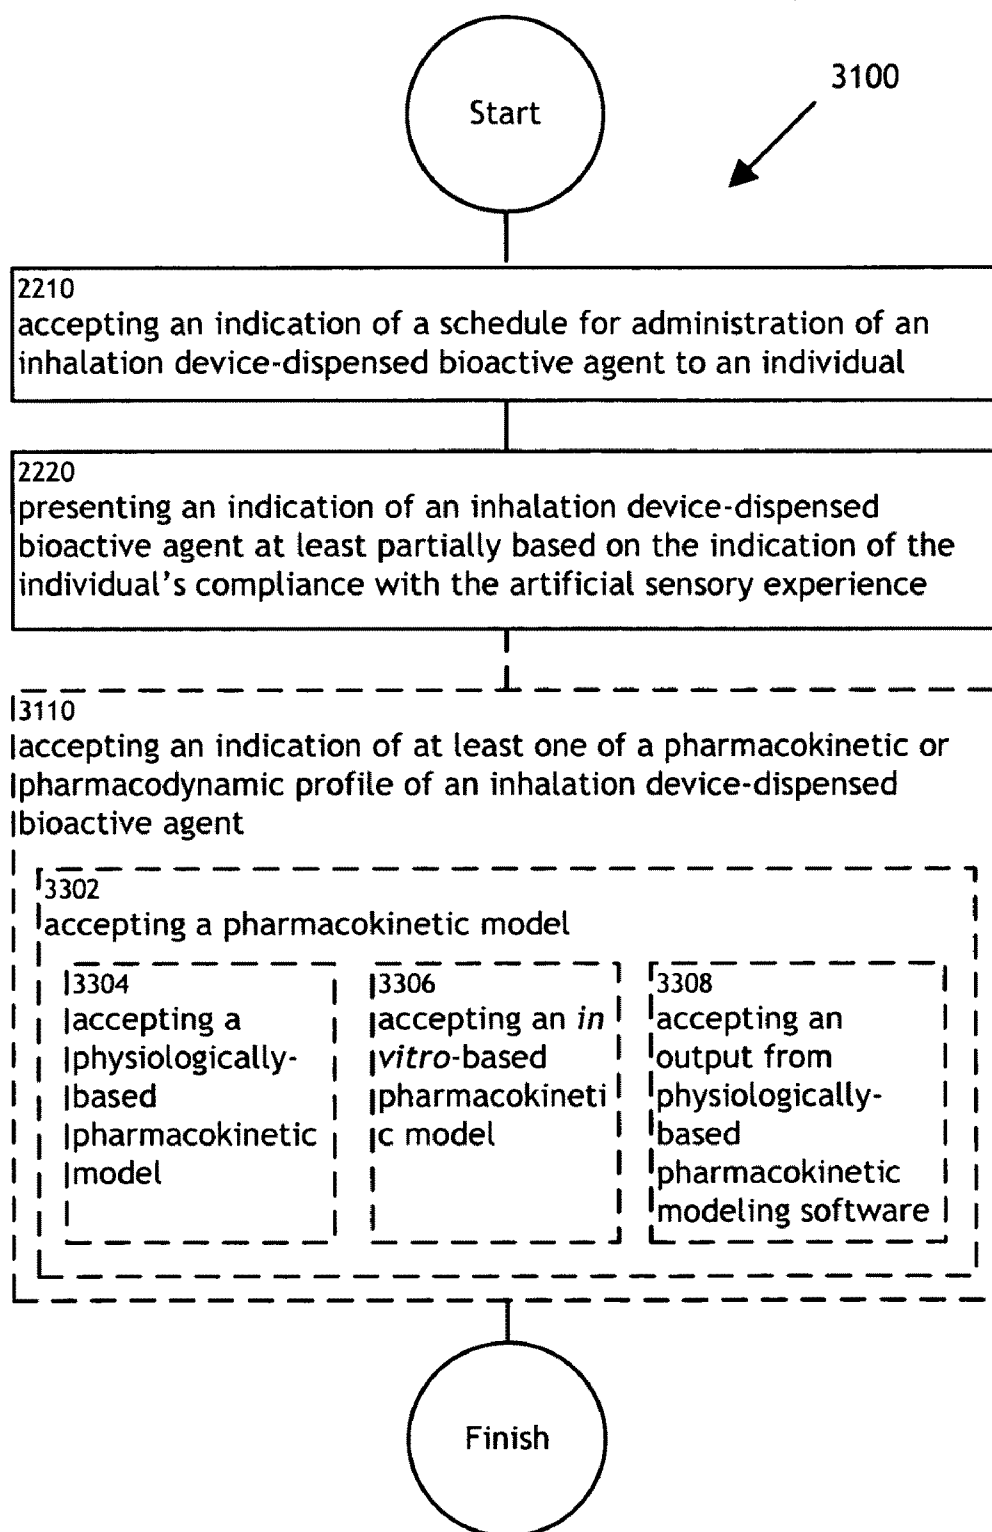 Start
3100
2210
accepting an indication of a schedule for administration of an
inhalation device-dispensed bioactive agent to an individual
2220
presenting an indication of an inhalation device-dispensed
bioactive agent at least partially based on the indication of the
individual's compliance with the artificial sensory experience
3110
accepting an indication of at least one of a pharmacokinetic or
pharmacodynamic profile of an inhalation device-dispensed
bioactive agent
3302
accepting a pharmacokinetic model
3304
accepting a
physiologically-
based
pharmacokinetic
model
3306
accepting an in
vitro-based
pharmacokineti
c model
3308
accepting an
output from
physiologically-
based
pharmacokinetic
modeling software
Finish